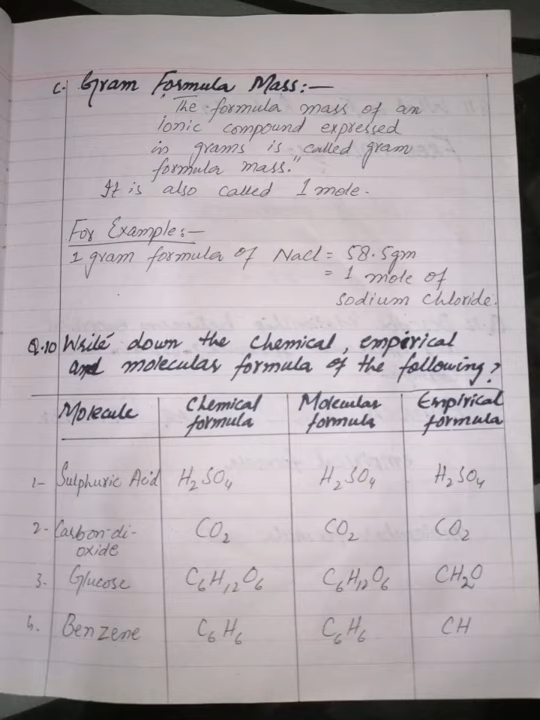 C. Gram Formula Mass:—
"The formula mass of an
ionic compound expressed
in grams is called gram
formula mass."
It is also called 1 mole.
For Example:—
1 gram formula of Nacl = 58.5gm
= 1 mole of
sodium chloride.
Q.10 Write down the chemical, empirical
and molecular formula of the following?
Molecule Chemical formula Molecular formula Empirical formula
1- Sulphuric Acid H₂SO₄ H₂SO₄ H₂SO₄
2- Carbon-di-oxide CO₂ CO₂ CO₂
3. Glucose C₆H₁₂O₆ C₆H₁₂O₆ CH₂O
4. Benzene C₆H₆ C₆H₆ CH